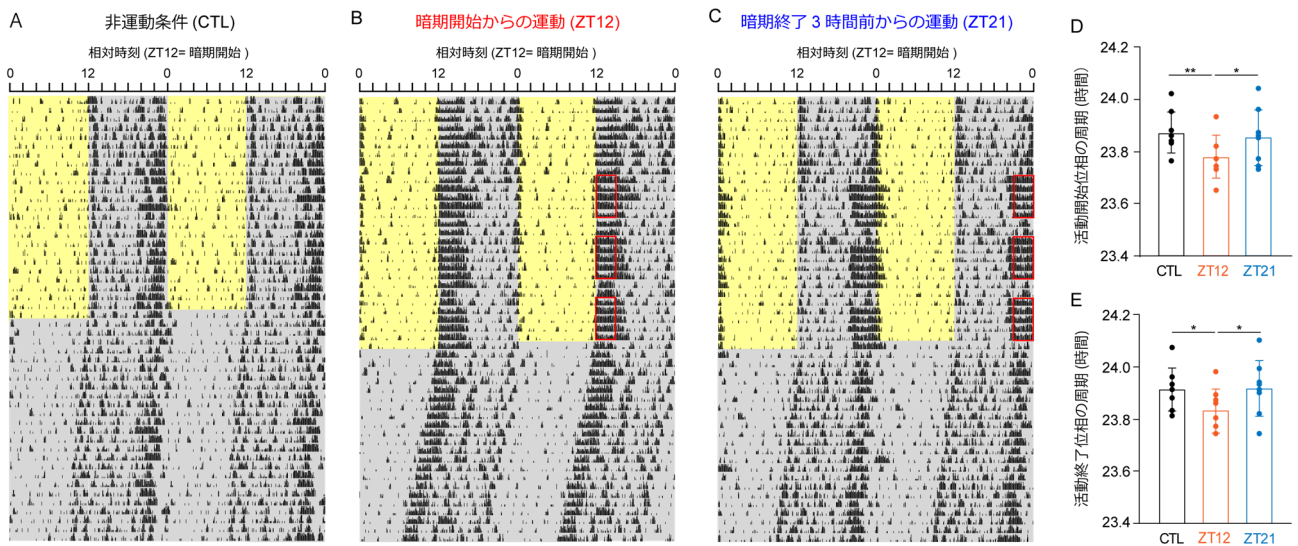 A
非運動条件 (CTL)
相対時刻 (ZT12= 暗期開始 )
0 12 0 12 0
B
暗期開始からの運動 (ZT12)
相対時刻 (ZT12= 暗期開始 )
0 12 0 12 0
C
暗期終了 3 時間前からの運動 (ZT21)
相対時刻 (ZT12= 暗期開始 )
0 12 0 12 0
D
活動開始位相の周期 (時間)
24.2
24.0
23.8
23.6
23.4
** *
CTL ZT12 ZT21
E
活動終了位相の周期 (時間)
24.2
24.0
23.8
23.6
23.4
* *
CTL ZT12 ZT21